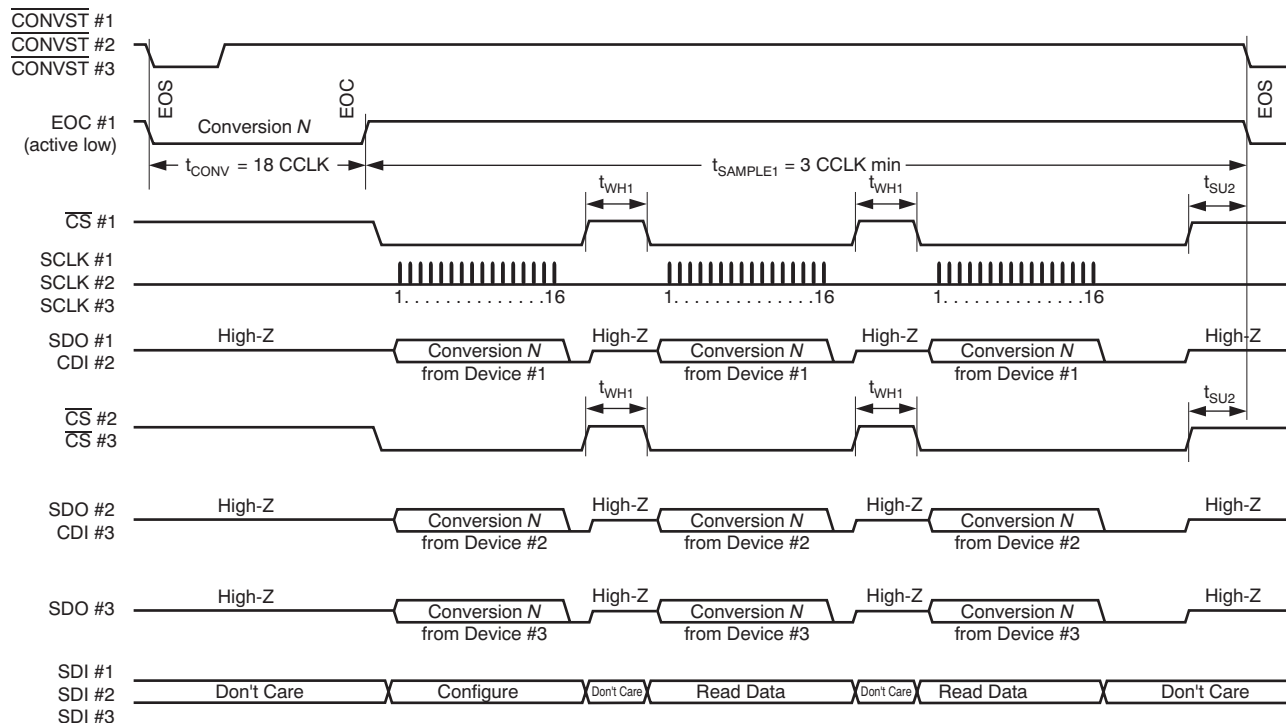 CONVST #1
CONVST #2
CONVST #3
EOS
EOC
EOS
EOC #1
(active low)
Conversion N
tCONV = 18 CCLK
tSAMPLE1 = 3 CCLK min
tWH1
tWH1
tSU2
CS #1
SCLK #1
SCLK #2
SCLK #3
1. . . . . . . . . . . . . . .16
1. . . . . . . . . . . . . . .16
1. . . . . . . . . . . . . . .16
SDO #1
CDI #2
High-Z
Conversion N
from Device #1
High-Z
Conversion N
from Device #1
High-Z
Conversion N
from Device #1
High-Z
tWH1
tWH1
tSU2
CS #2
CS #3
SDO #2
CDI #3
High-Z
Conversion N
from Device #2
High-Z
Conversion N
from Device #2
High-Z
Conversion N
from Device #2
High-Z
SDO #3
High-Z
Conversion N
from Device #3
High-Z
Conversion N
from Device #3
High-Z
Conversion N
from Device #3
High-Z
SDI #1
SDI #2
SDI #3
Don't Care
Configure
Don't Care
Read Data
Don't Care
Read Data
Don't Care